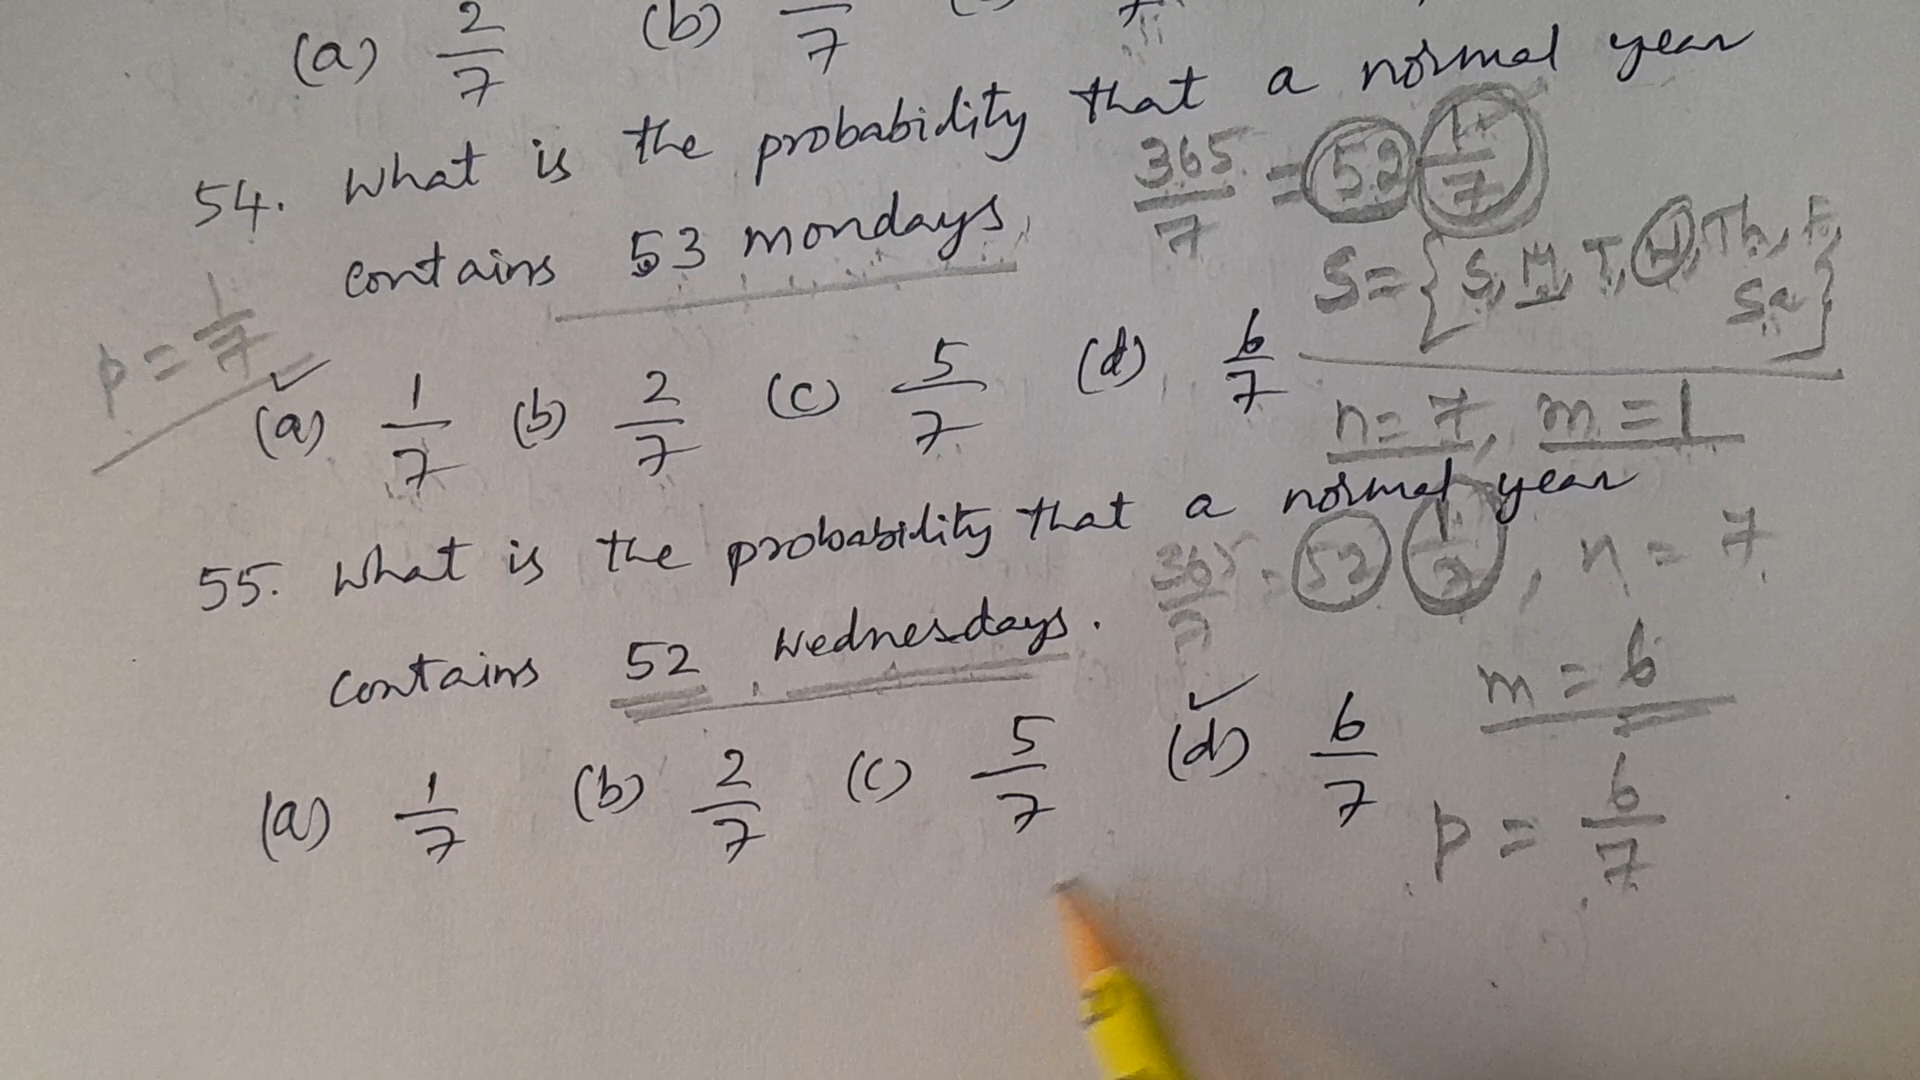 (a) 2/7 (b) /7
54. What is the probability that a normal year
contains 53 mondays.
365/7 = 52 1/7
S = {S, M, T, W, Th, F,
Sa}
p = 1/7
(a) 1/7 (b) 2/7 (c) 5/7 (d) 6/7
n = 7, m = 1
55. What is the probability that a normal year
contains 52 wednesdays.
365/7 = 52 1/7, n = 7
m = 6
(a) 1/7 (b) 2/7 (c) 5/7 (d) 6/7
p = 6/7